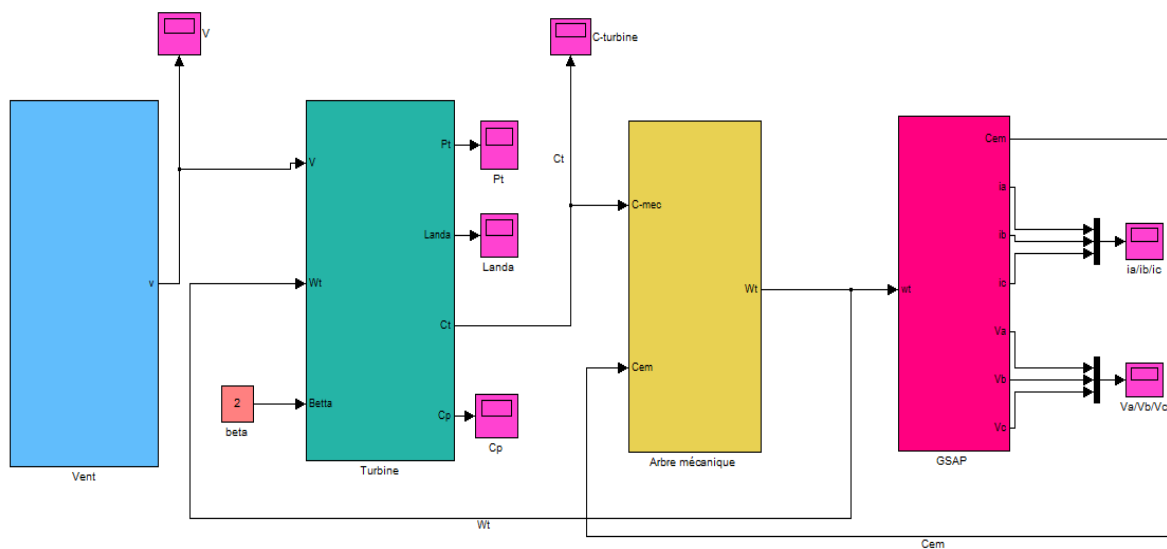 V
C-turbine
v
Vent
V
Wt
Betta
Pt
Landa
Ct
Cp
Turbine
2
beta
Pt
Landa
Cp
Ct
C-mec
Cem
Wt
Arbre mécanique
wt
Cem
ia
ib
ic
Va
Vb
Vc
GSAP
ia/ib/ic
Va/Vb/Vc
Wt
Cem